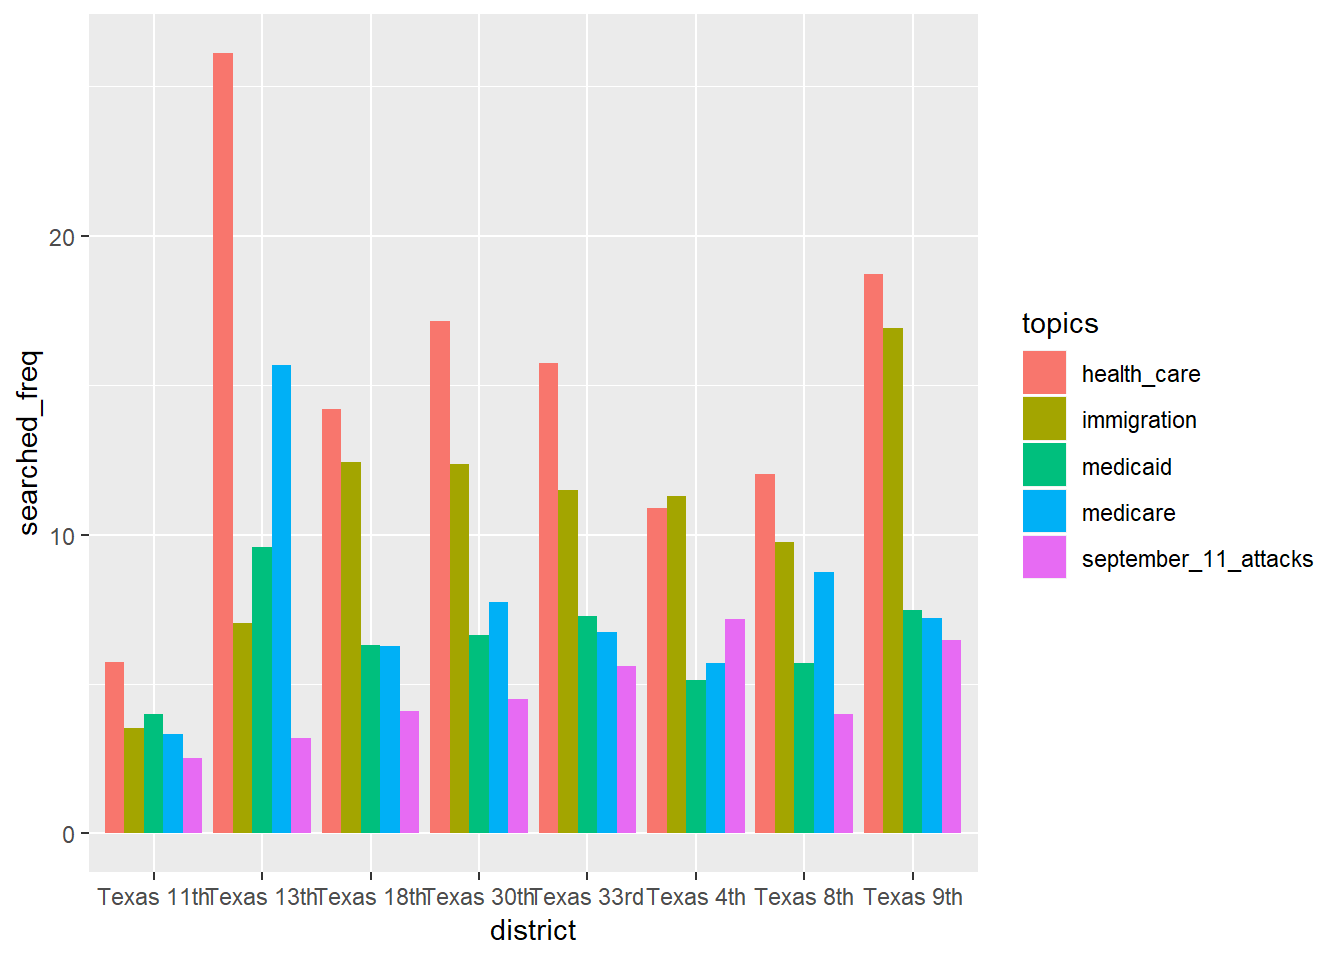 searched_freq
20
10
0
Texas 11th Texas 13th Texas 18th Texas 30th Texas 33rd Texas 4th Texas 8th Texas 9th
district
topics
health_care
immigration
medicaid
medicare
september_11_attacks